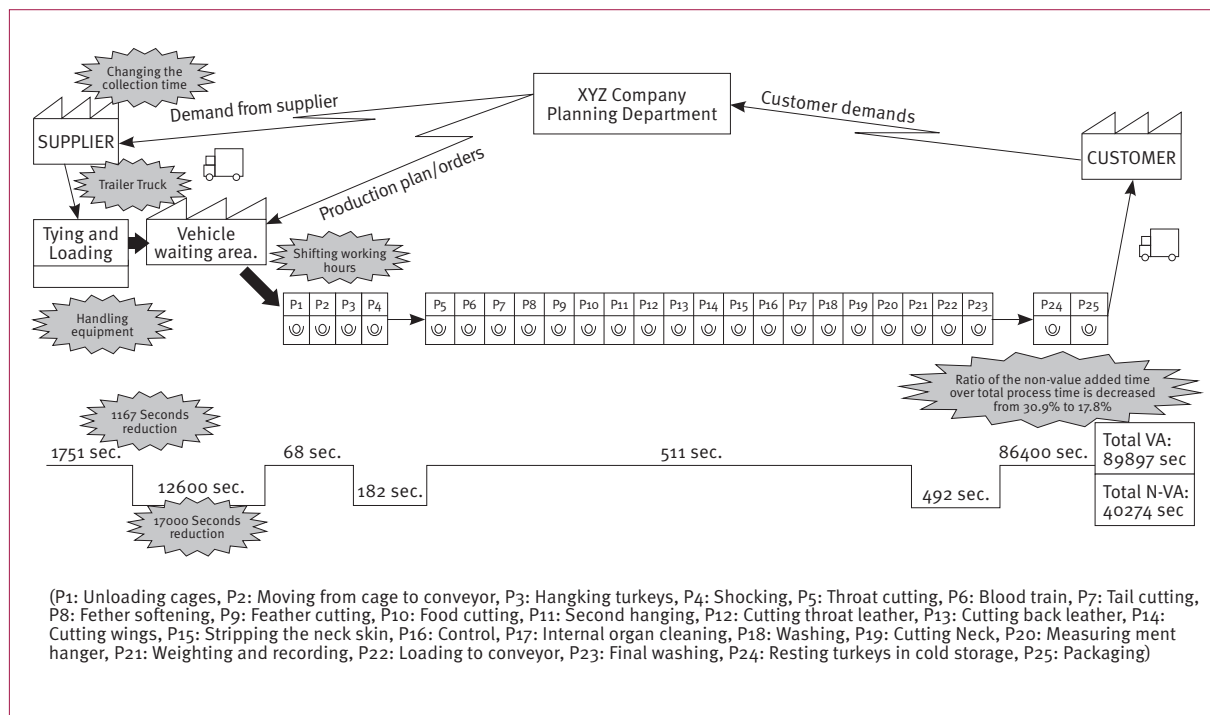 Changing the
collection time
SUPPLIER
Demand from supplier
XYZ Company
Planning Department
Customer demands
CUSTOMER
Trailer Truck
Production plan/orders
Tying and
Loading
Vehicle
waiting area.
Shifting working
hours
Handling
equipment
P1 P2 P3 P4
P5 P6 P7 P8 P9 P10 P11 P12 P13 P14 P15 P16 P17 P18 P19 P20 P21 P22 P23
P24 P25
Ratio of the non-value added time
over total process time is decreased
from 30.9% to 17.8%
1167 Seconds
reduction
1751 sec.
12600 sec.
17000 Seconds
reduction
68 sec.
182 sec.
511 sec.
492 sec.
86400 sec.
Total VA:
89897 sec
Total N-VA:
40274 sec
(P1: Unloading cages, P2: Moving from cage to conveyor, P3: Hangking turkeys, P4: Shocking, P5: Throat cutting, P6: Blood train, P7: Tail cutting,
P8: Fether softening, P9: Feather cutting, P10: Food cutting, P11: Second hanging, P12: Cutting throat leather, P13: Cutting back leather, P14:
Cutting wings, P15: Stripping the neck skin, P16: Control, P17: Internal organ cleaning, P18: Washing, P19: Cutting Neck, P20: Measuring ment
hanger, P21: Weighting and recording, P22: Loading to conveyor, P23: Final washing, P24: Resting turkeys in cold storage, P25: Packaging)